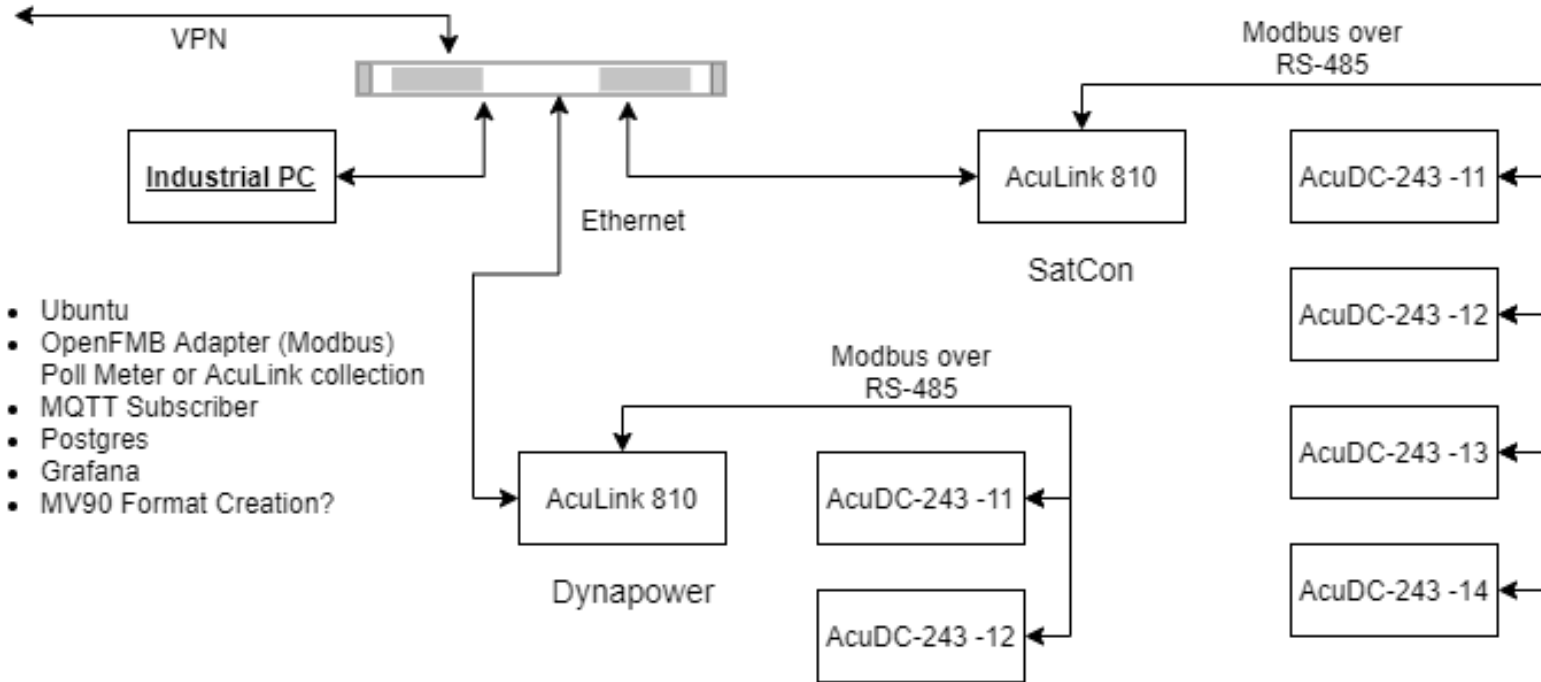 VPN
Modbus over
RS-485
Industrial PC
AcuLink 810
AcuDC-243 -11
Ethernet
SatCon
AcuDC-243 -12
• Ubuntu
• OpenFMB Adapter (Modbus)
Poll Meter or AcuLink collection
• MQTT Subscriber
• Postgres
• Grafana
• MV90 Format Creation?
Modbus over
RS-485
AcuDC-243 -13
AcuLink 810
AcuDC-243 -11
Dynapower
AcuDC-243 -12
AcuDC-243 -14